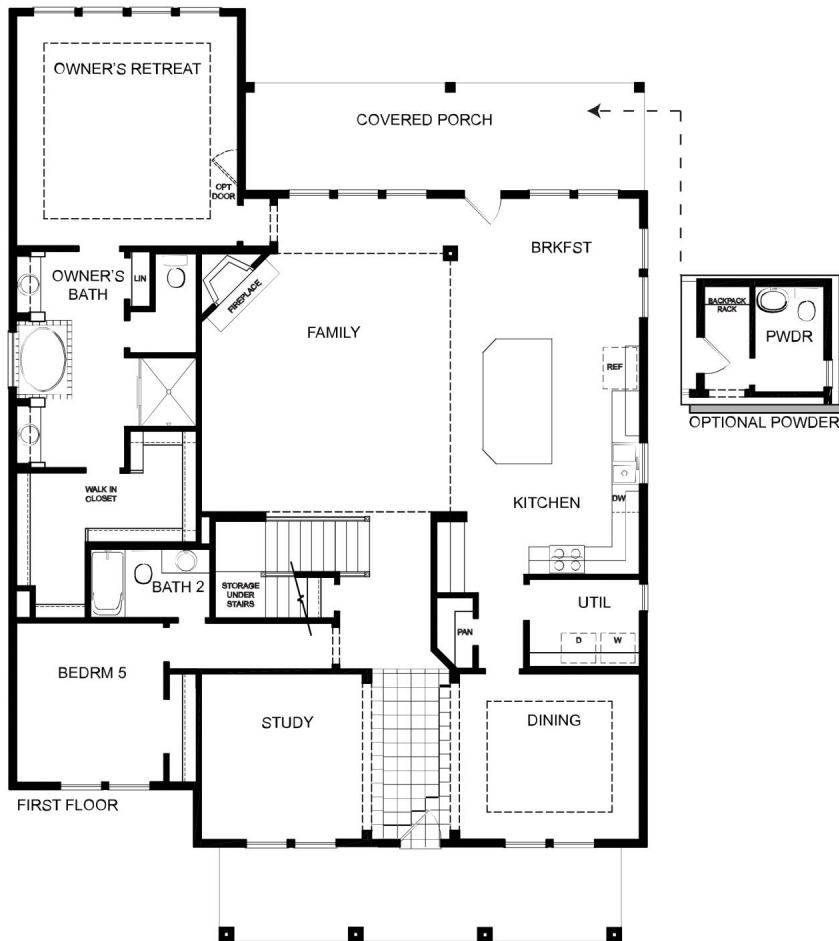 OWNER'S RETREAT
COVERED PORCH
OPT
DOOR
BRKFST
OWNER'S
BATH
LIN
FIREPLACE
FAMILY
BACKPACK
RACK
PWDR
REF
OPTIONAL POWDER
WALK IN
CLOSET
KITCHEN
DW
BATH 2
STORAGE
UNDER
STAIRS
UTIL
PAN
D
W
BEDRM 5
STUDY
DINING
FIRST FLOOR